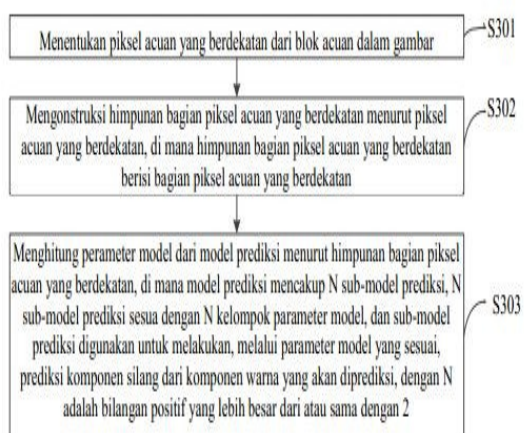 Menentukan piksel acuan yang berdekatan dari blok acuan dalam gambar
S301
Mengonstruksi himpunan bagian piksel acuan yang berdekatan menurut piksel
acuan yang berdekatan, di mana himpunan bagian piksel acuan yang berdekatan
berisi bagian piksel acuan yang berdekatan
S302
Menghitung perameter model dari model prediksi menurut himpunan bagian piksel
acuan yang berdekatan, di mana model prediksi mencakup N sub-model prediksi, N
sub-model prediksi sesua dengan N kelompok parameter model, dan sub-model
prediksi digunakan untuk melakukan, melalui parameter model yang sesuai,
prediksi komponen silang dari komponen warna yang akan diprediksi, dengan N
adalah bilangan positif yang lebih besar dari atau sama dengan 2
S303